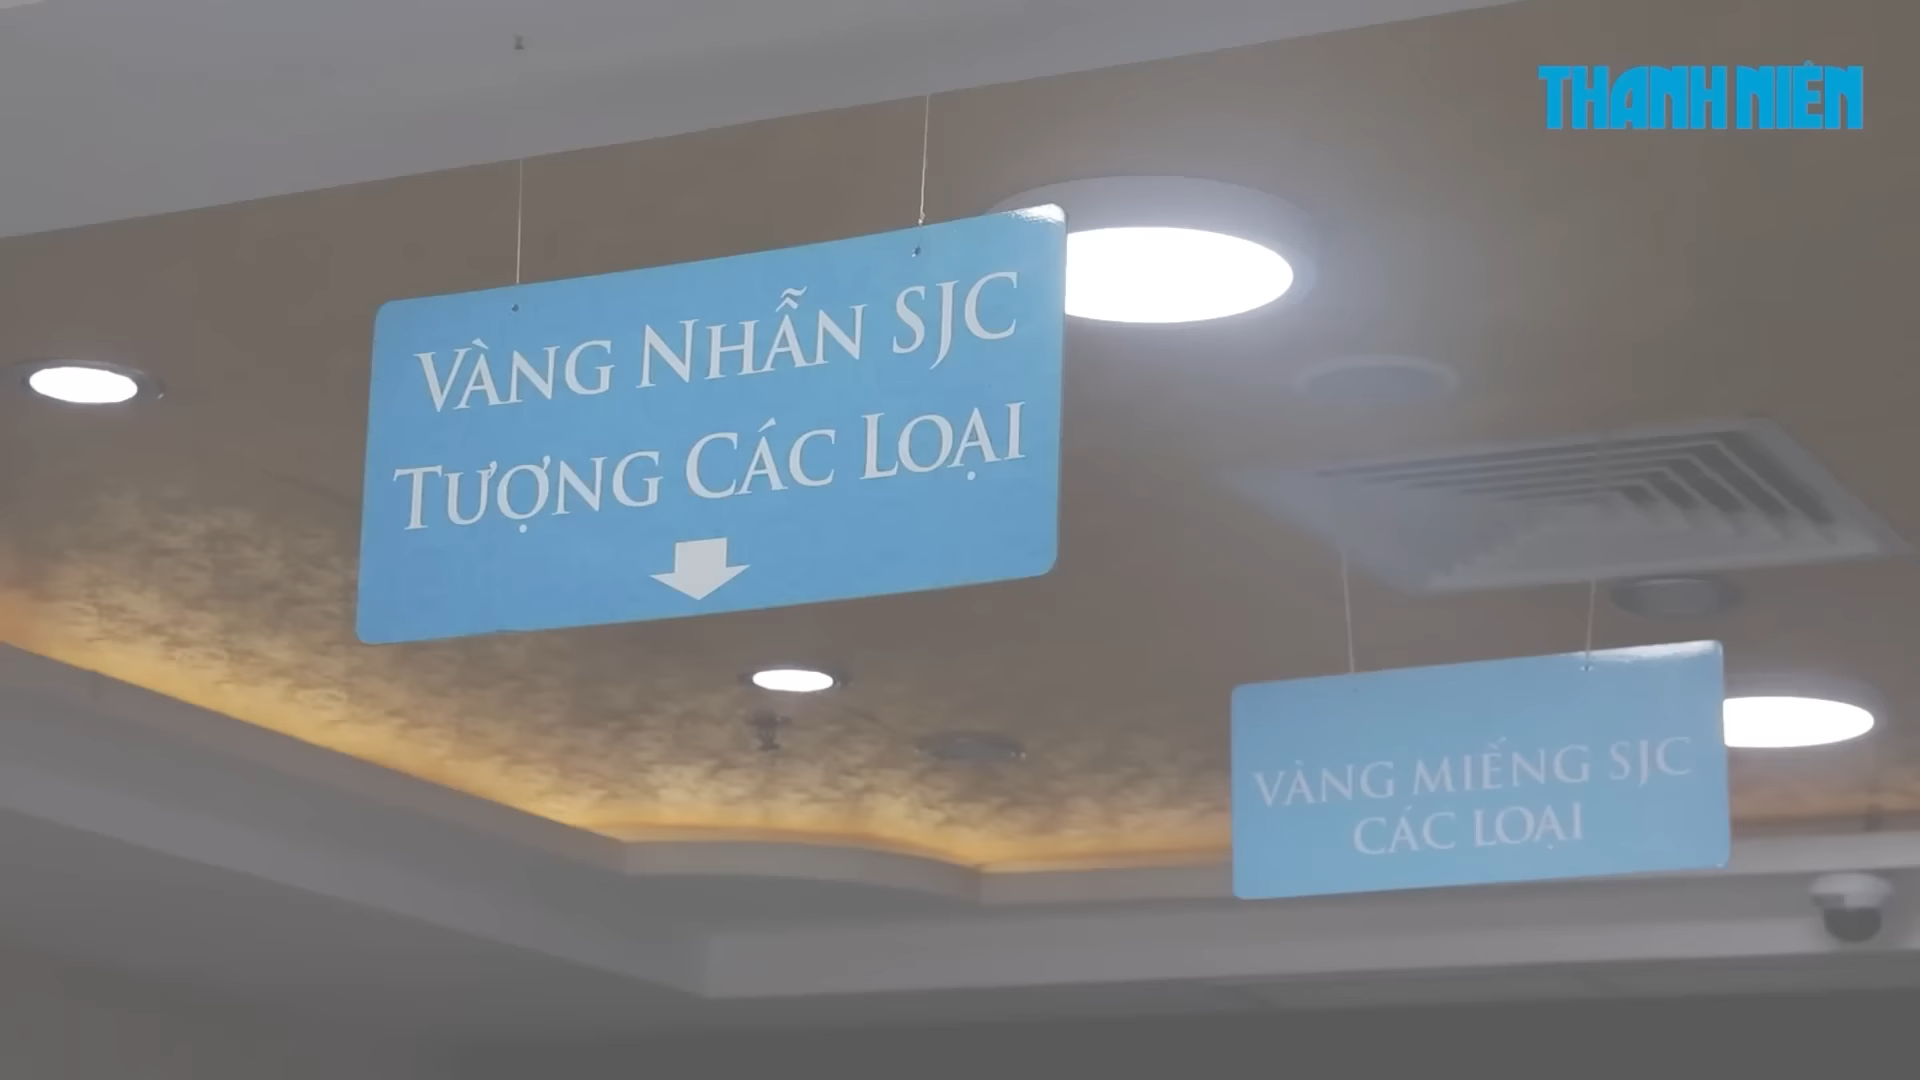 THANH NIÊN
VÀNG NHẪN SJC
TƯỢNG CÁC LOẠI
VÀNG MIẾNG SJC
CÁC LOẠI